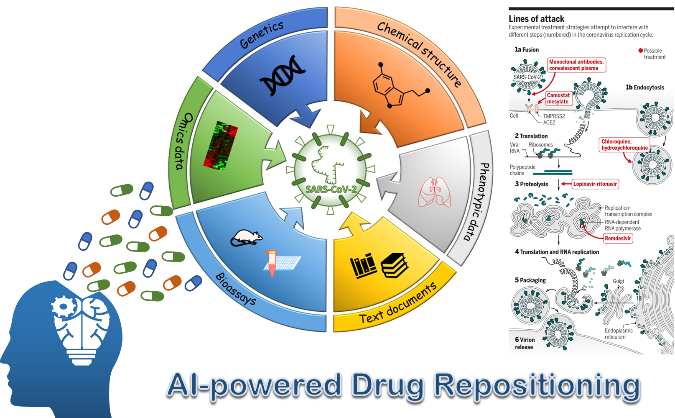 Genetics
Chemical structure
Omics data
Phenotypic data
Bioassays
Text documents
SARS-CoV-2
AI-powered Drug Repositioning
Lines of attack
Experimental treatment strategies attempt to interfere with
different steps (numbered) in the coronavirus replication cycle.
1a Fusion
Possible
treatment
Monoclonal antibodies,
convalescent plasma
SARS-CoV-2
Camostat
mesylate
1b Endocytosis
Cell
TMPRSS2
ACE2
2 Translation
Viral
RNA
Ribosomes
Chloroquine,
hydroxychloroquine
Polypeptide
chains
3 Proteolysis
Lopinavir-ritonavir
Replication-
transcription complex
RNA-dependent
RNA polymerase
Remdesivir
4 Translation and RNA replication
5 Packaging
Golgi
Endoplasmic
reticulum
6 Virion
release